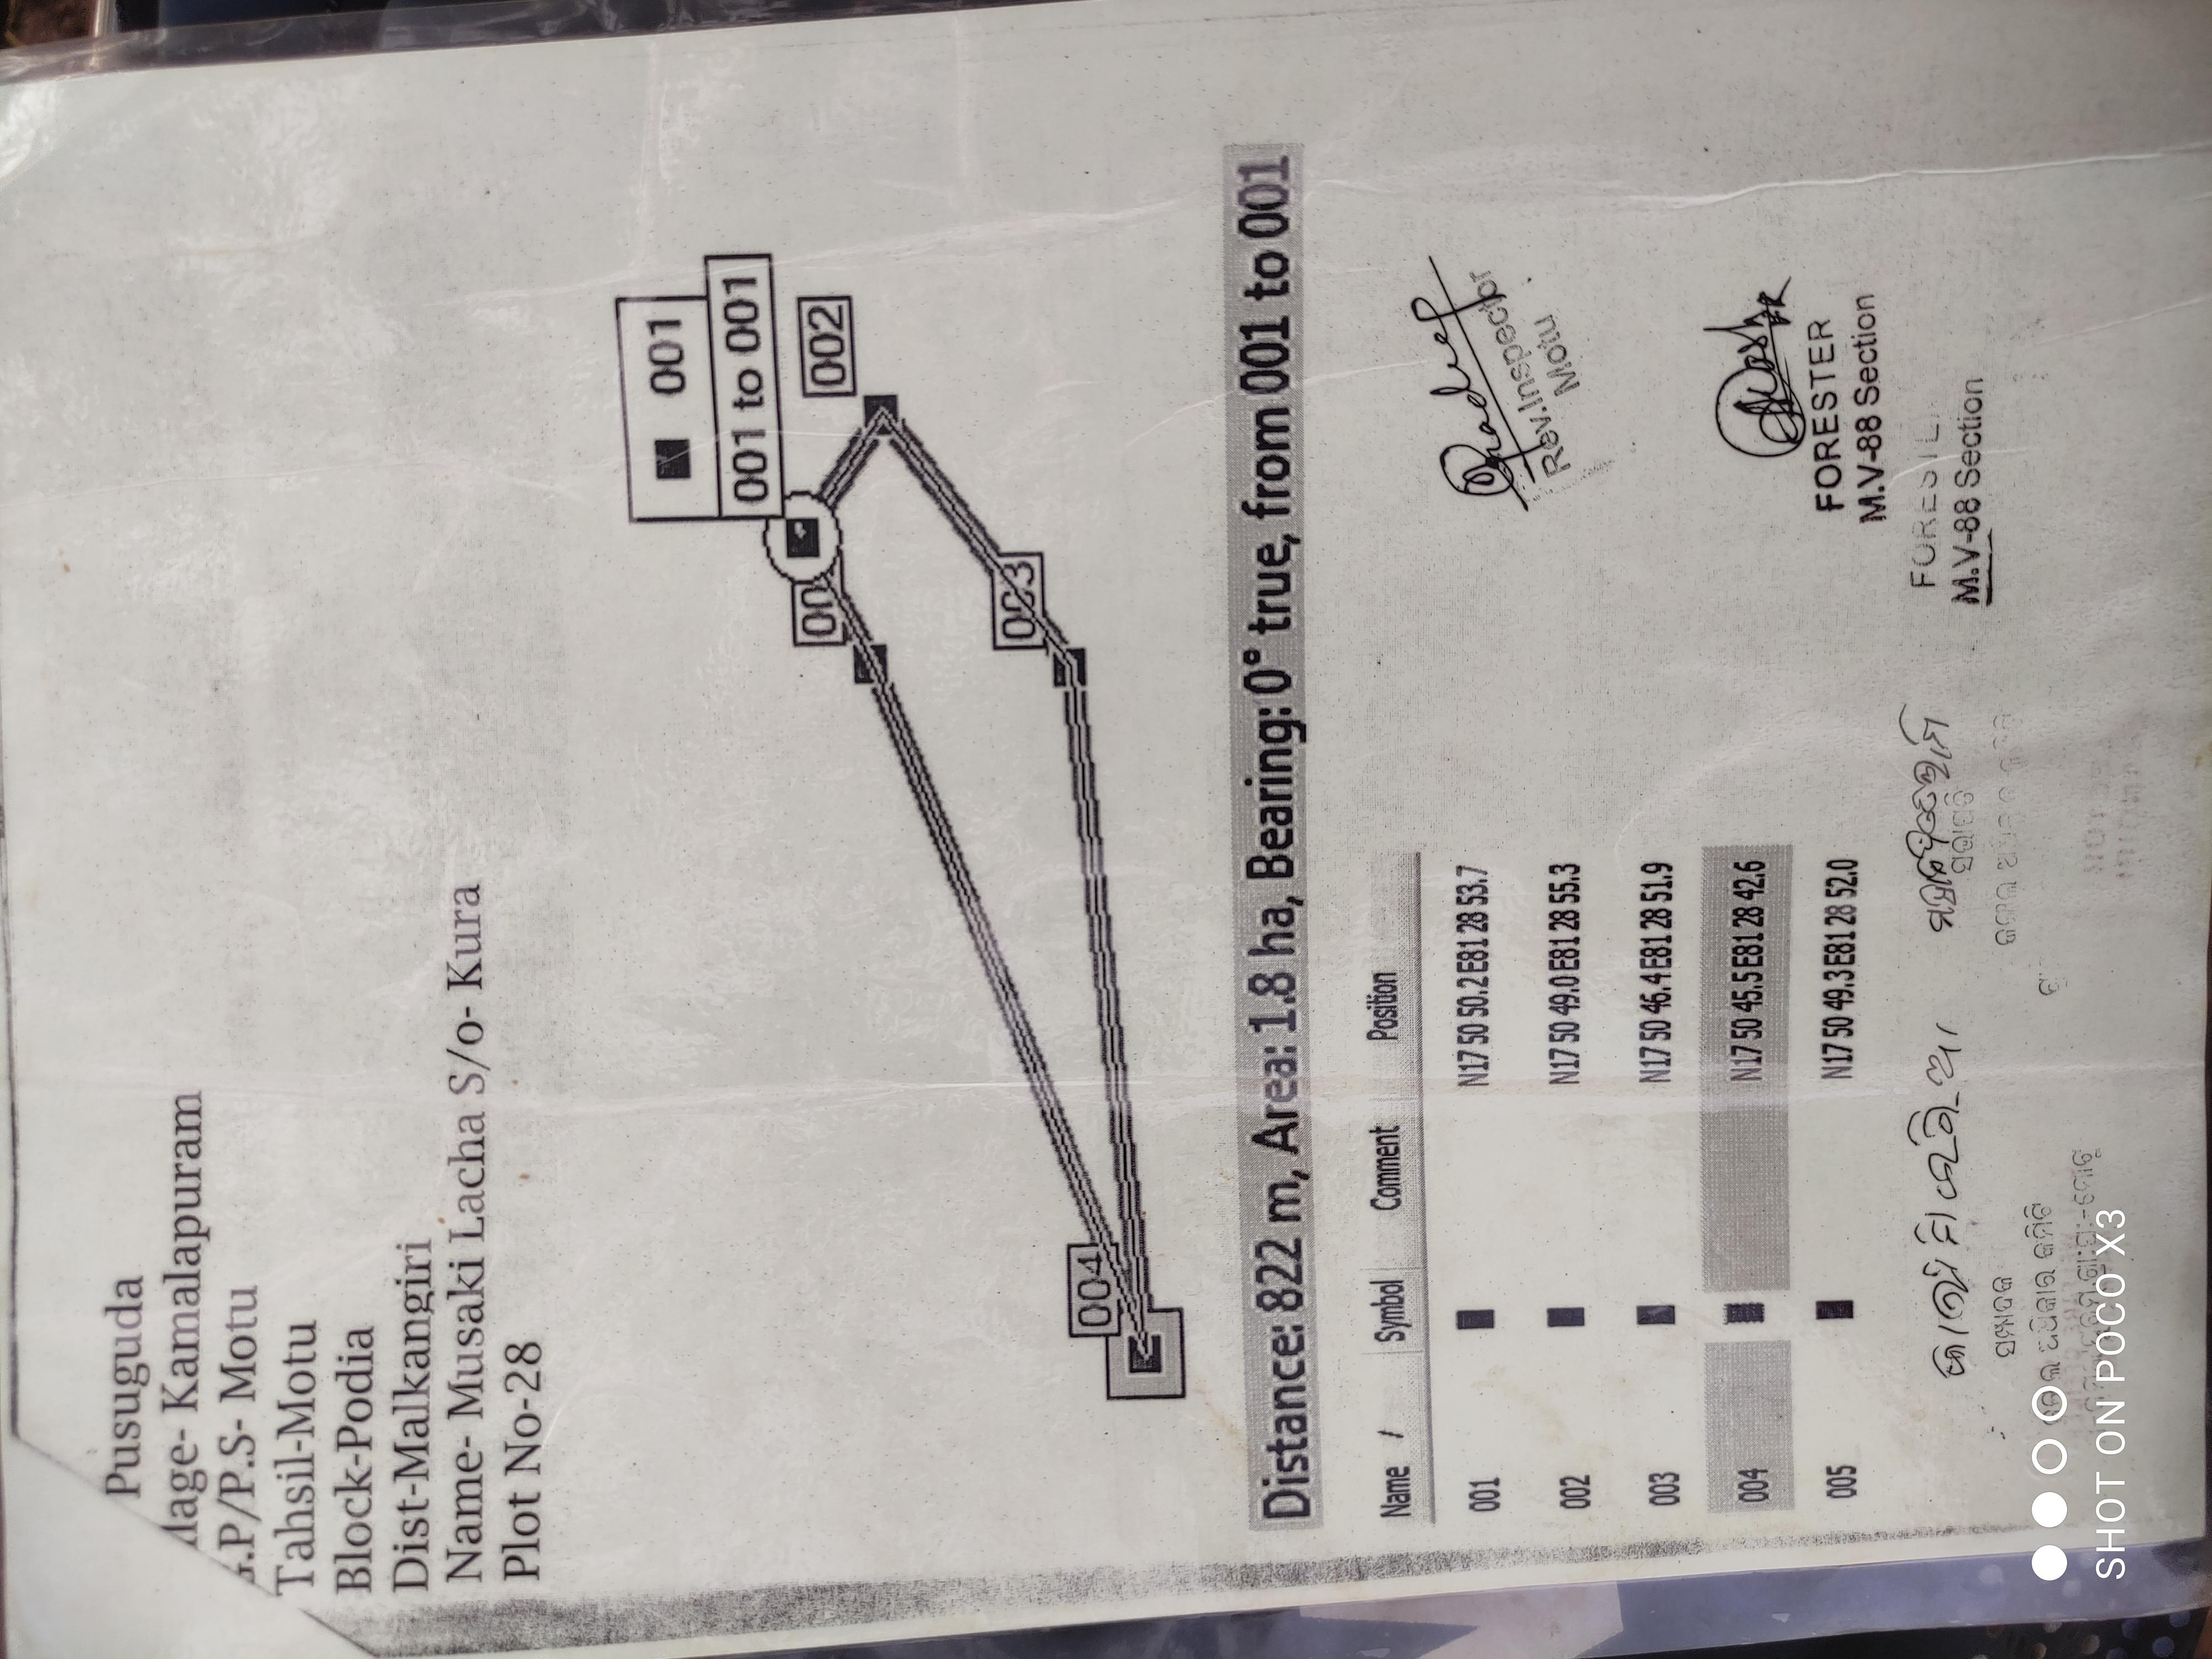 Pusuguda
llage- Kamalapuram
G.P/P.S- Motu
Tahsil-Motu
Block-Podia
Dist-Malkangiri
Name- Musaki Lacha S/o- Kura
Plot No-28
001
001 to 001
002
00
003
004
Distance: 822 m, Area: 1.8 ha, Bearing: 0° true, from 001 to 001
Name / Symbol Comment Position
001 N17 50 50.2 E81 28 53.7
002 N17 50 49.0 E81 28 55.3
003 N17 50 46.4 E81 28 51.9
004 N17 50 45.5 E81 28 42.6
005 N17 50 49.3 E81 28 52.0
Rev.Inspector
Motu
FORESTER
M.V-88 Section
M.V-88 Section
ସମ୍ପାଦକ
ସଭାପତି
SHOT ON POCO X3